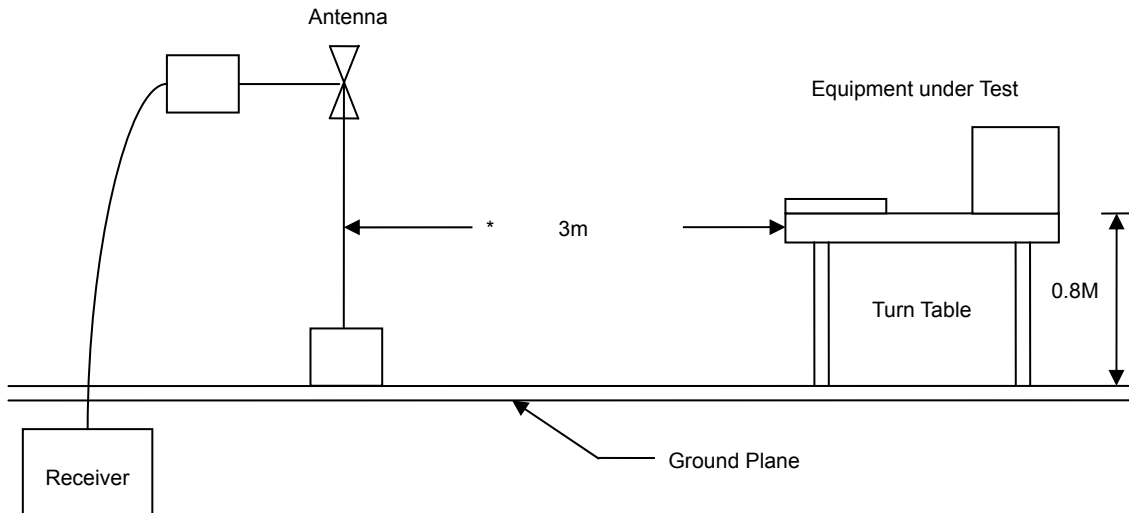 Antenna
Equipment under Test
* 3m
0.8M
Turn Table
Ground Plane
Receiver